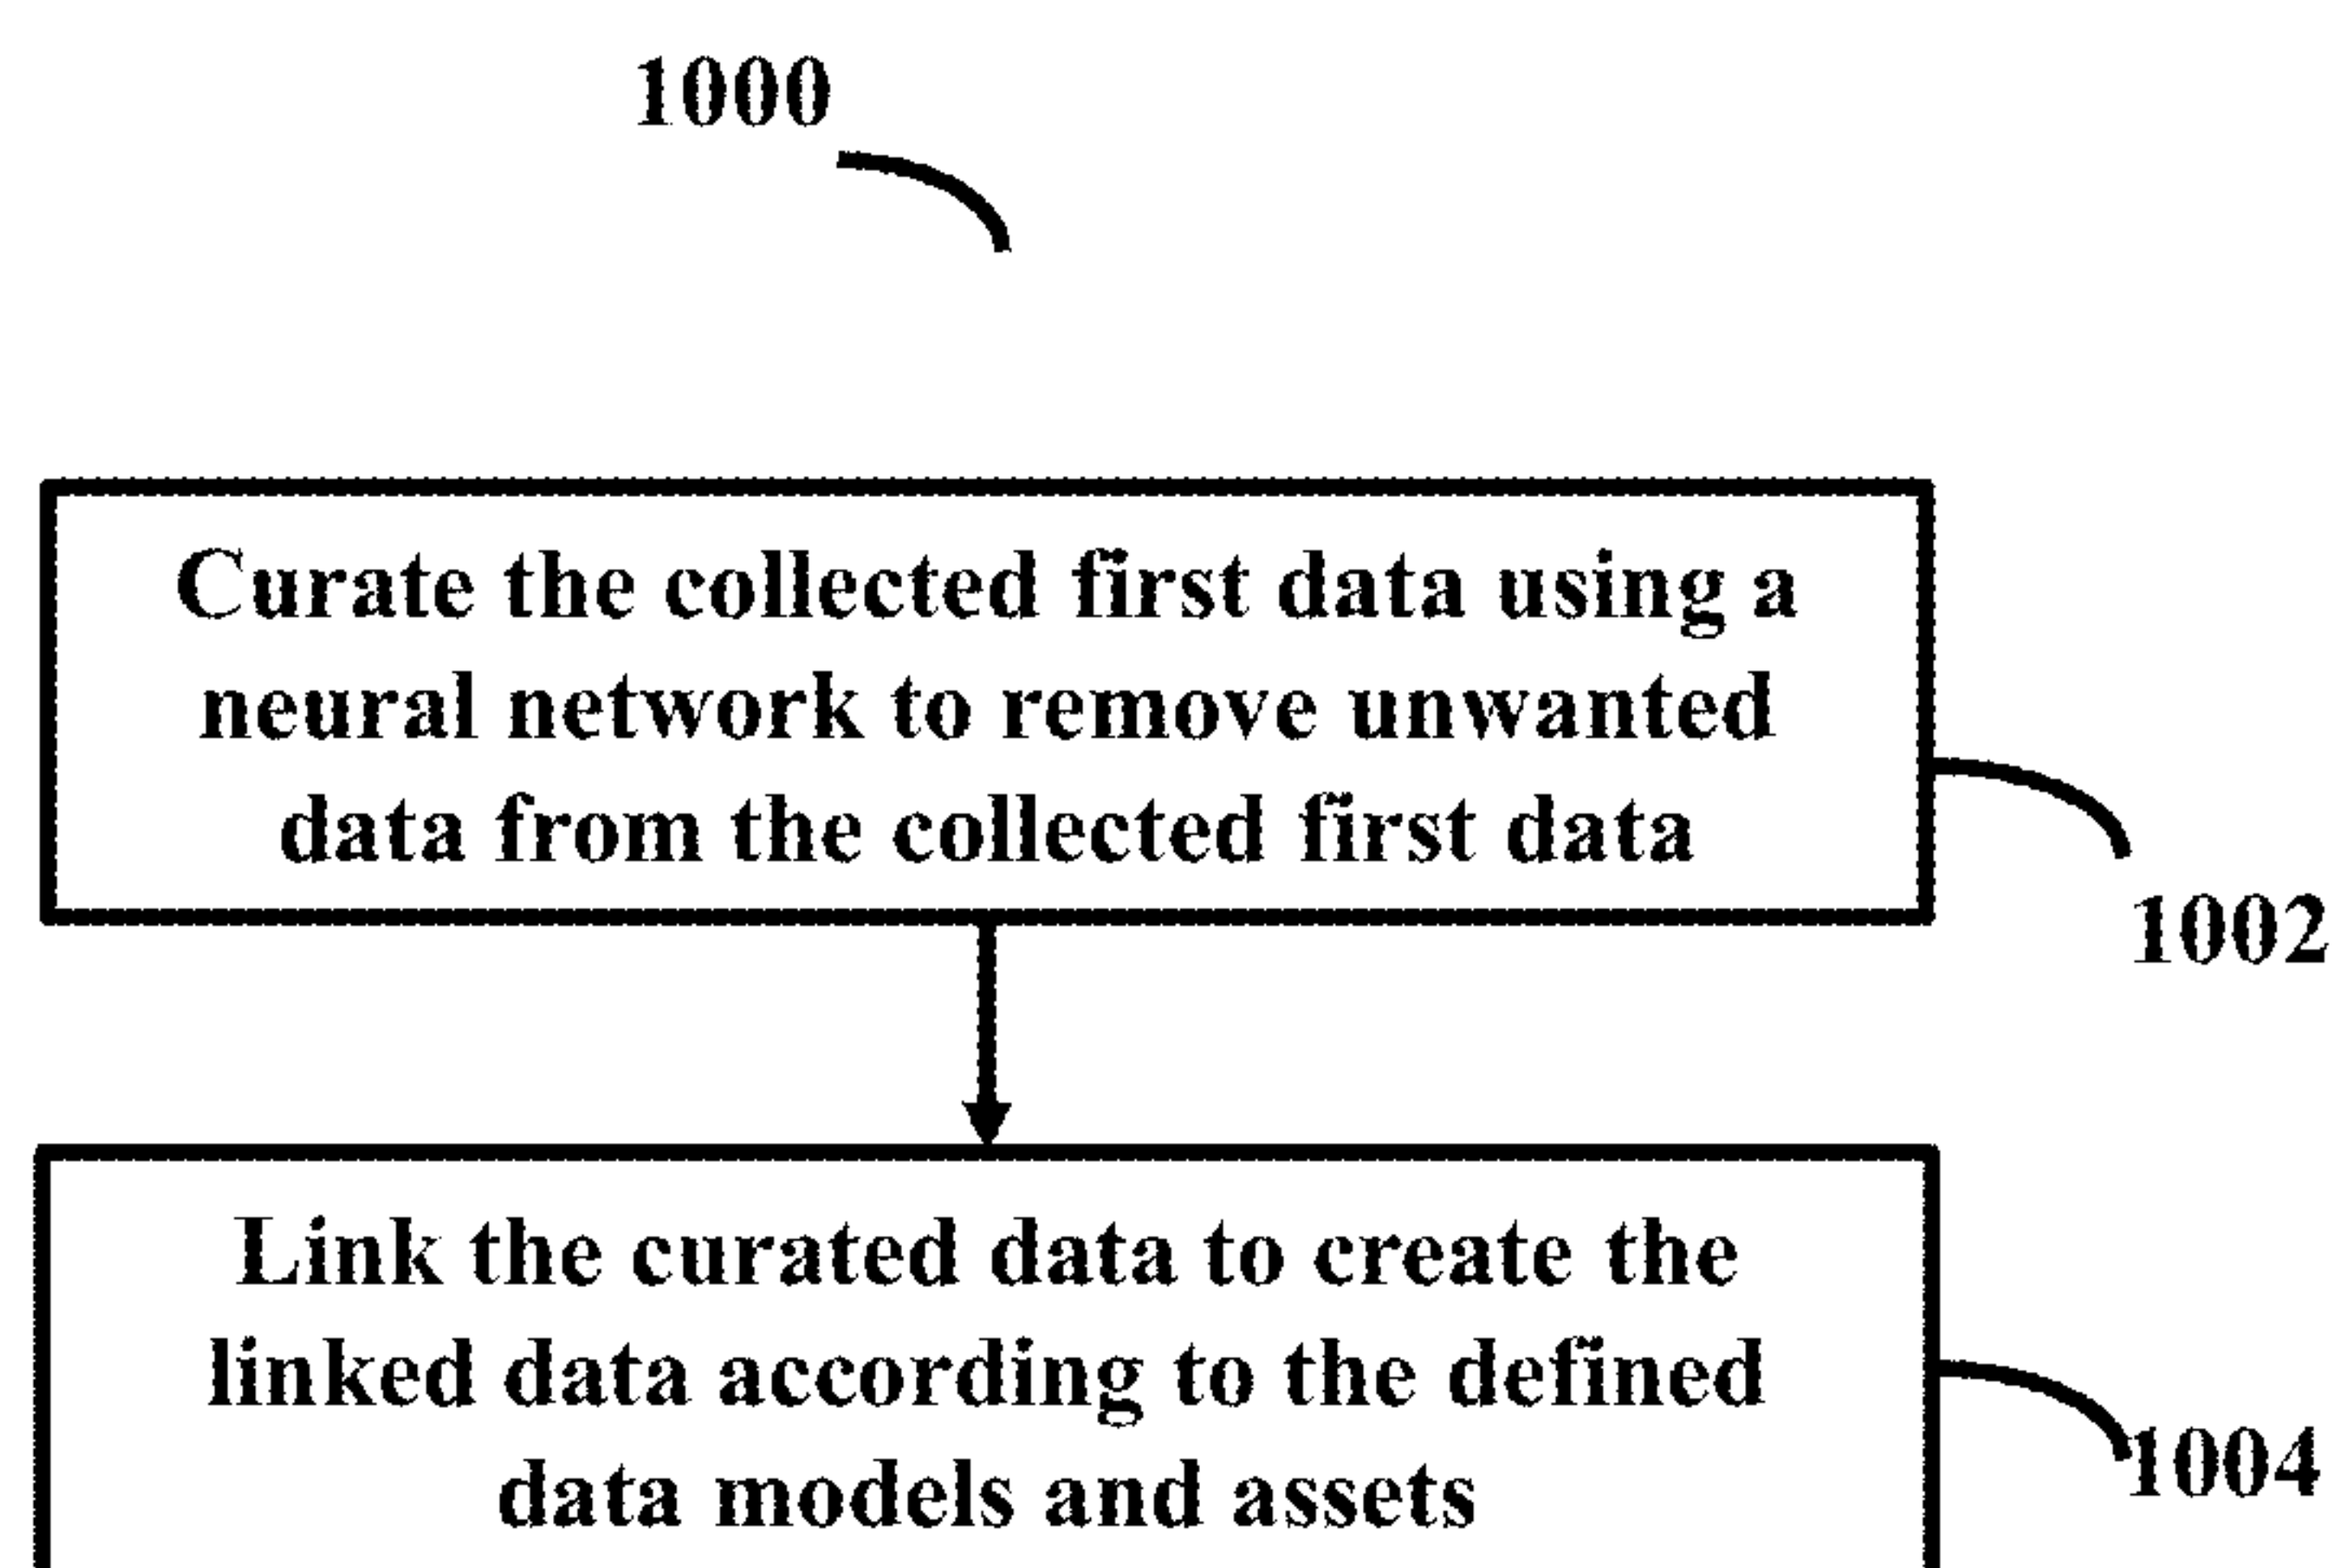 1000
Curate the collected first data using a
neural network to remove unwanted
data from the collected first data
1002
Link the curated data to create the
linked data according to the defined
data models and assets
1004